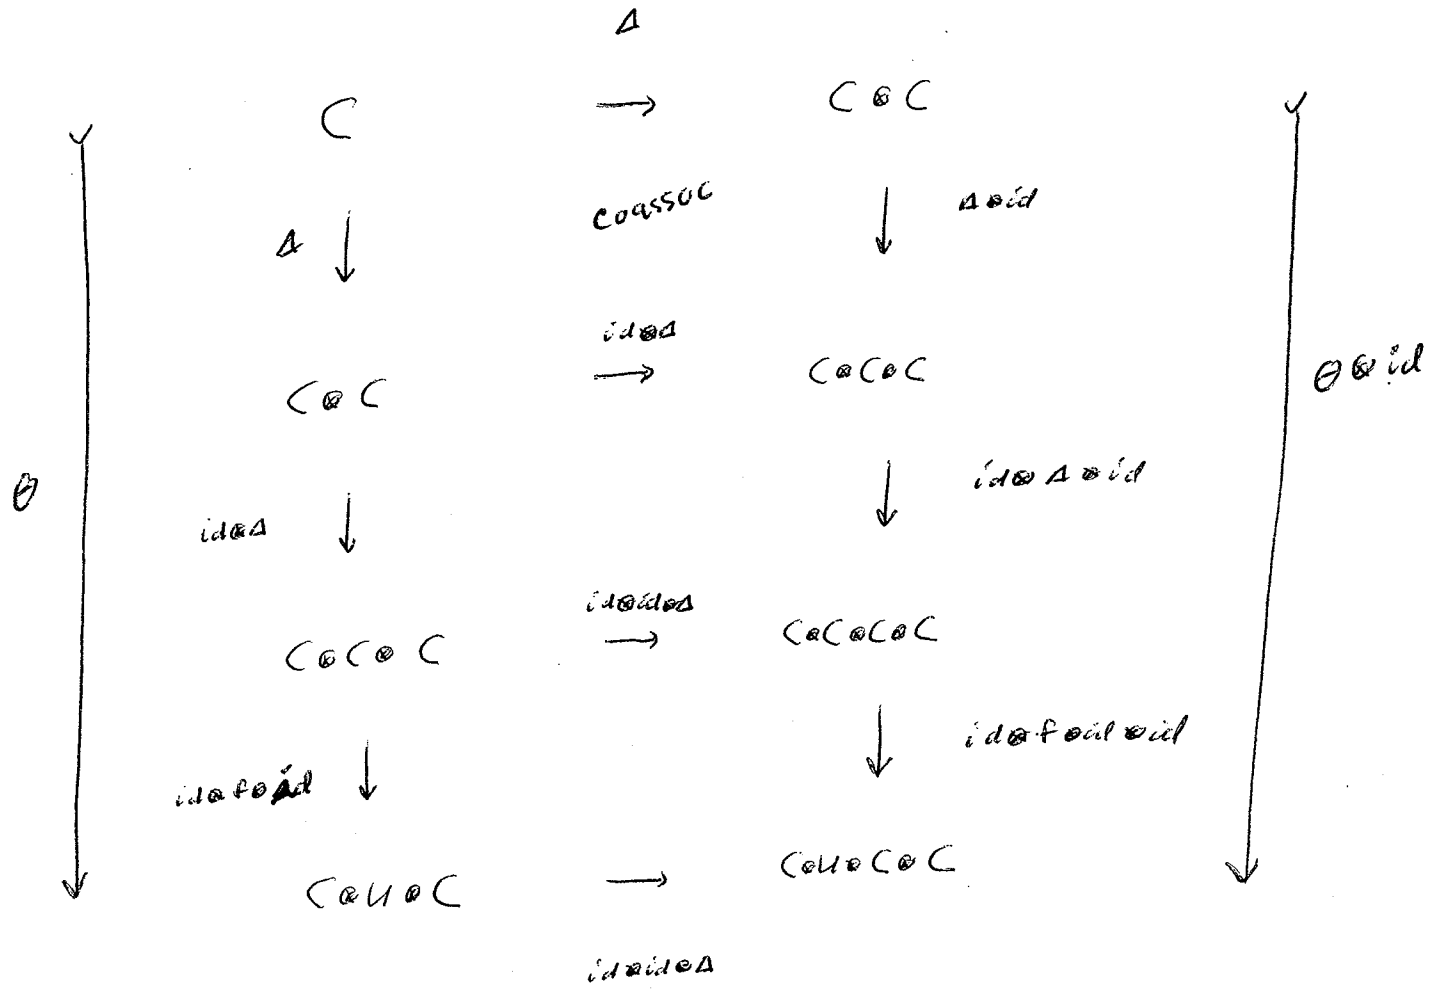 Δ
C → C ⊗ C
Δ ↓ coassoc ↓ Δ⊗id
id⊗Δ
C ⊗ C → C⊗C⊗C
θ θ⊗id
id⊗Δ ↓ ↓ id⊗Δ⊗id
id⊗id⊗Δ
C⊗C⊗C → C⊗C⊗C⊗C
id⊗f⊗id ↓ ↓ id⊗f⊗id⊗id
C⊗U⊗C → C⊗U⊗C⊗C
id⊗id⊗Δ